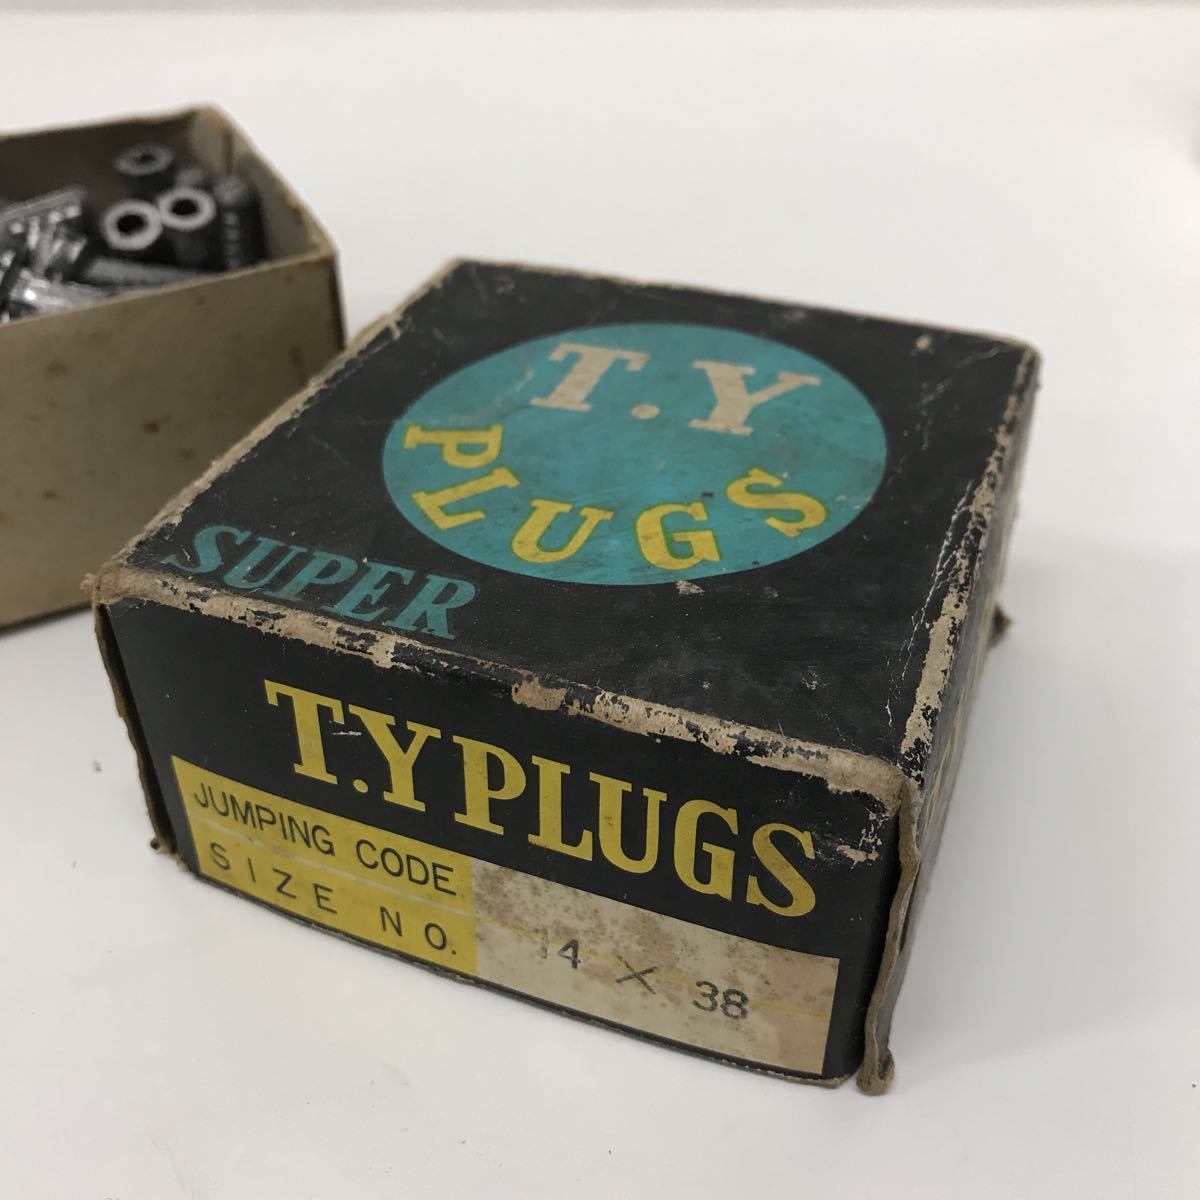 T.Y
PLUGS
SUPER
T.Y PLUGS
JUMPING CODE
SIZE NO.
14 × 38